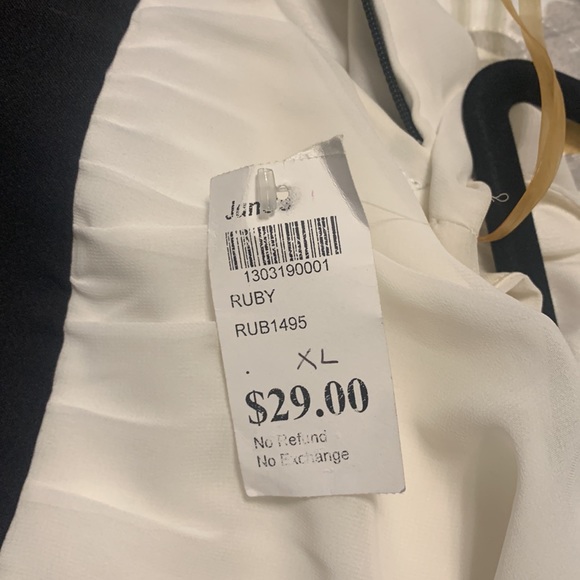 1303190001
RUBY
RUB1495
. XL
$29.00
No Refund
No Exchange